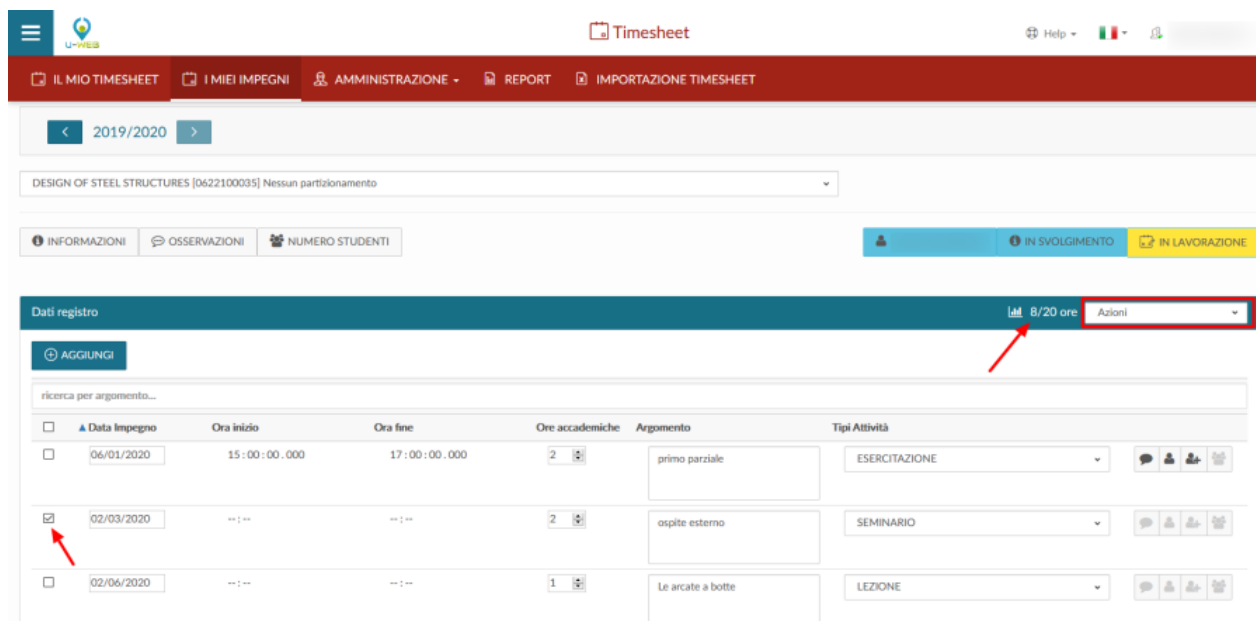 U-WEB
Timesheet
Help
IL MIO TIMESHEET I MIEI IMPEGNI AMMINISTRAZIONE REPORT IMPORTAZIONE TIMESHEET
< 2019/2020 >
DESIGN OF STEEL STRUCTURES [0622100035] Nessun partizionamento
INFORMAZIONI OSSERVAZIONI NUMERO STUDENTI IN SVOLGIMENTO IN LAVORAZIONE
Dati registro 8/20 ore Azioni
AGGIUNGI
ricerca per argomento...
Data Impegno Ora inizio Ora fine Ore accademiche Argomento Tipi Attività
06/01/2020 15:00:00.000 17:00:00.000 2 primo parziale ESERCITAZIONE
02/03/2020 --:-- --:-- 2 ospite esterno SEMINARIO
02/06/2020 --:-- --:-- 1 Le arcate a botte LEZIONE